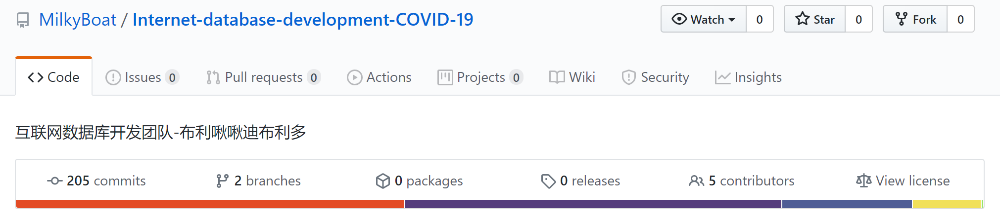 MilkyBoat / Internet-database-development-COVID-19 Watch 0 Star 0 Fork 0
Code Issues 0 Pull requests 0 Actions Projects 0 Wiki Security Insights
互联网数据库开发团队-布利啾啾迪布利多
205 commits 2 branches 0 packages 0 releases 5 contributors View license